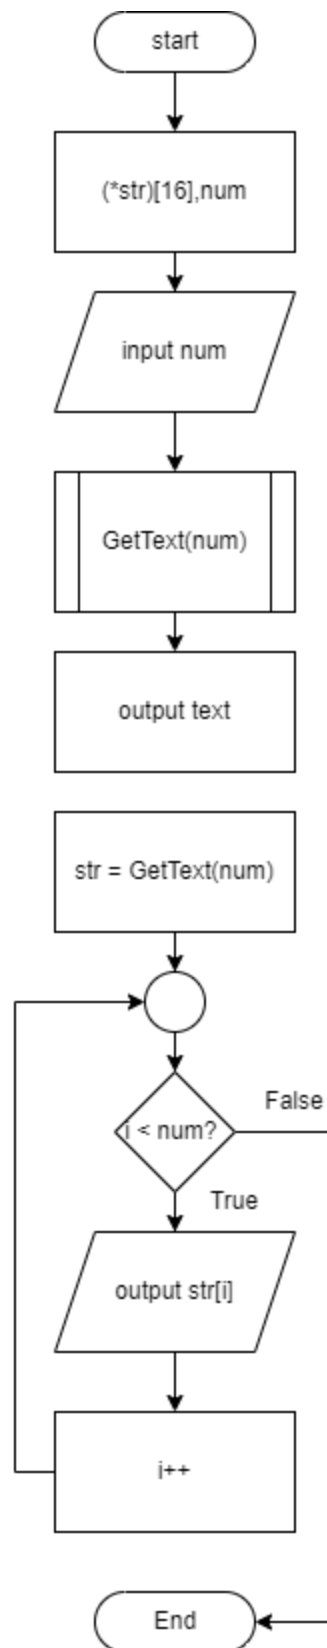 start
(*str)[16],num
input num
GetText(num)
output text
str = GetText(num)
i < num?
False
True
output str[i]
i++
End